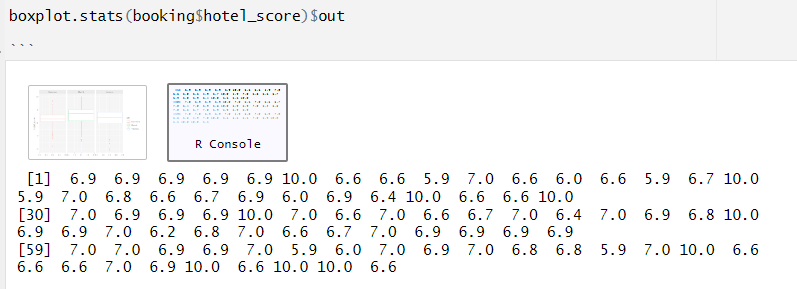 boxplot.stats(booking$hotel_score)$out
```
R Console
[1] 6.9 6.9 6.9 6.9 6.9 10.0 6.6 6.6 5.9 7.0 6.6 6.0 6.6 5.9 6.7 10.0
5.9 7.0 6.8 6.6 6.7 6.9 6.0 6.9 6.4 10.0 6.6 6.6 10.0
[30] 7.0 6.9 6.9 6.9 10.0 7.0 6.6 7.0 6.6 6.7 7.0 6.4 7.0 6.9 6.8 10.0
6.9 6.9 7.0 6.2 6.8 7.0 6.6 6.7 7.0 6.9 6.9 6.9 6.9
[59] 7.0 7.0 6.9 6.9 7.0 5.9 6.0 7.0 6.9 7.0 6.8 6.8 5.9 7.0 10.0 6.6
6.6 6.6 7.0 6.9 10.0 6.6 10.0 10.0 6.6